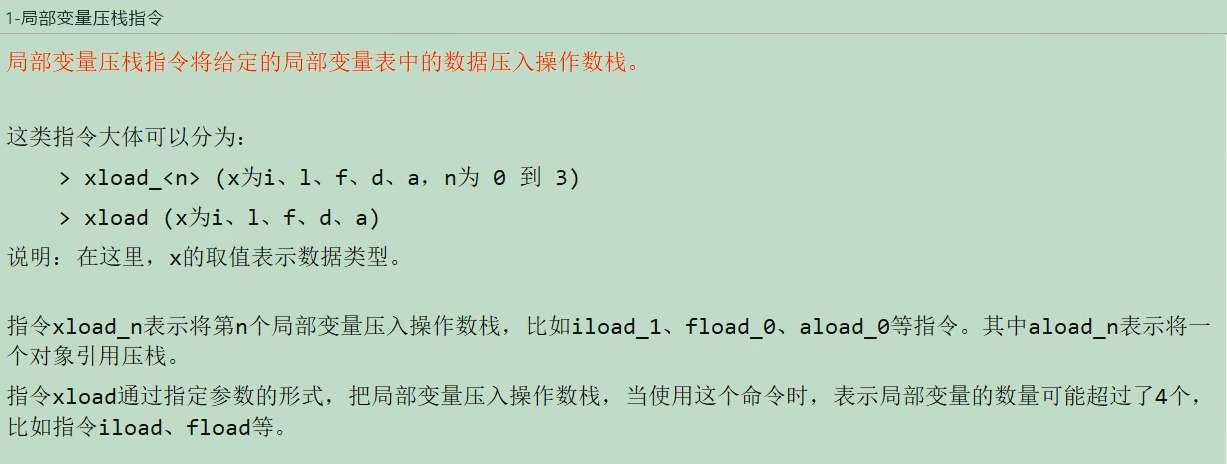 1-局部变量压栈指令
局部变量压栈指令将给定的局部变量表中的数据压入操作数栈。
这类指令大体可以分为：
> xload_<n> (x为i、l、f、d、a，n为 0 到 3)
> xload (x为i、l、f、d、a)
说明：在这里，x的取值表示数据类型。
指令xload_n表示将第n个局部变量压入操作数栈，比如iload_1、fload_0、aload_0等指令。其中aload_n表示将一
个对象引用压栈。
指令xload通过指定参数的形式，把局部变量压入操作数栈，当使用这个命令时，表示局部变量的数量可能超过了4个，
比如指令iload、fload等。